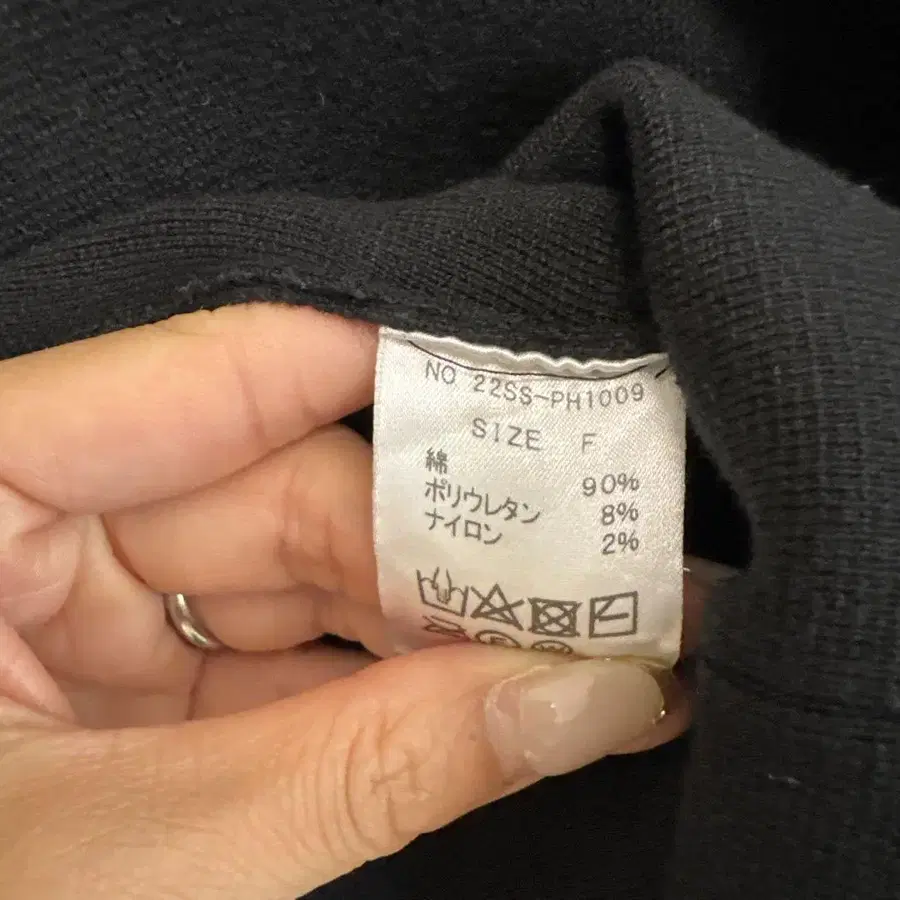 NO 22SS-PH1009
SIZE F
綿 90%
ポリウレタン 8%
ナイロン 2%